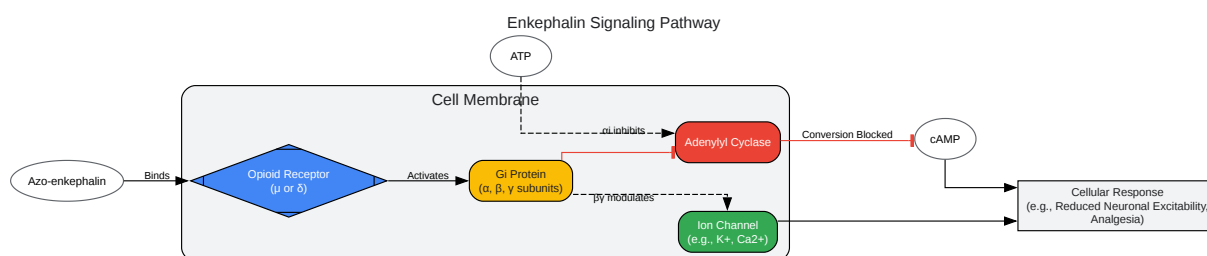 Enkephalin Signaling Pathway
ATP
Cell Membrane
αi inhibits
Adenylyl Cyclase
Conversion Blocked
cAMP
Azo-enkephalin
Binds
Opioid Receptor
(μ or δ)
Activates
Gi Protein
(α, β, γ subunits)
βγ modulates
Ion Channel
(e.g., K+, Ca2+)
Cellular Response
(e.g., Reduced Neuronal Excitability,
Analgesia)